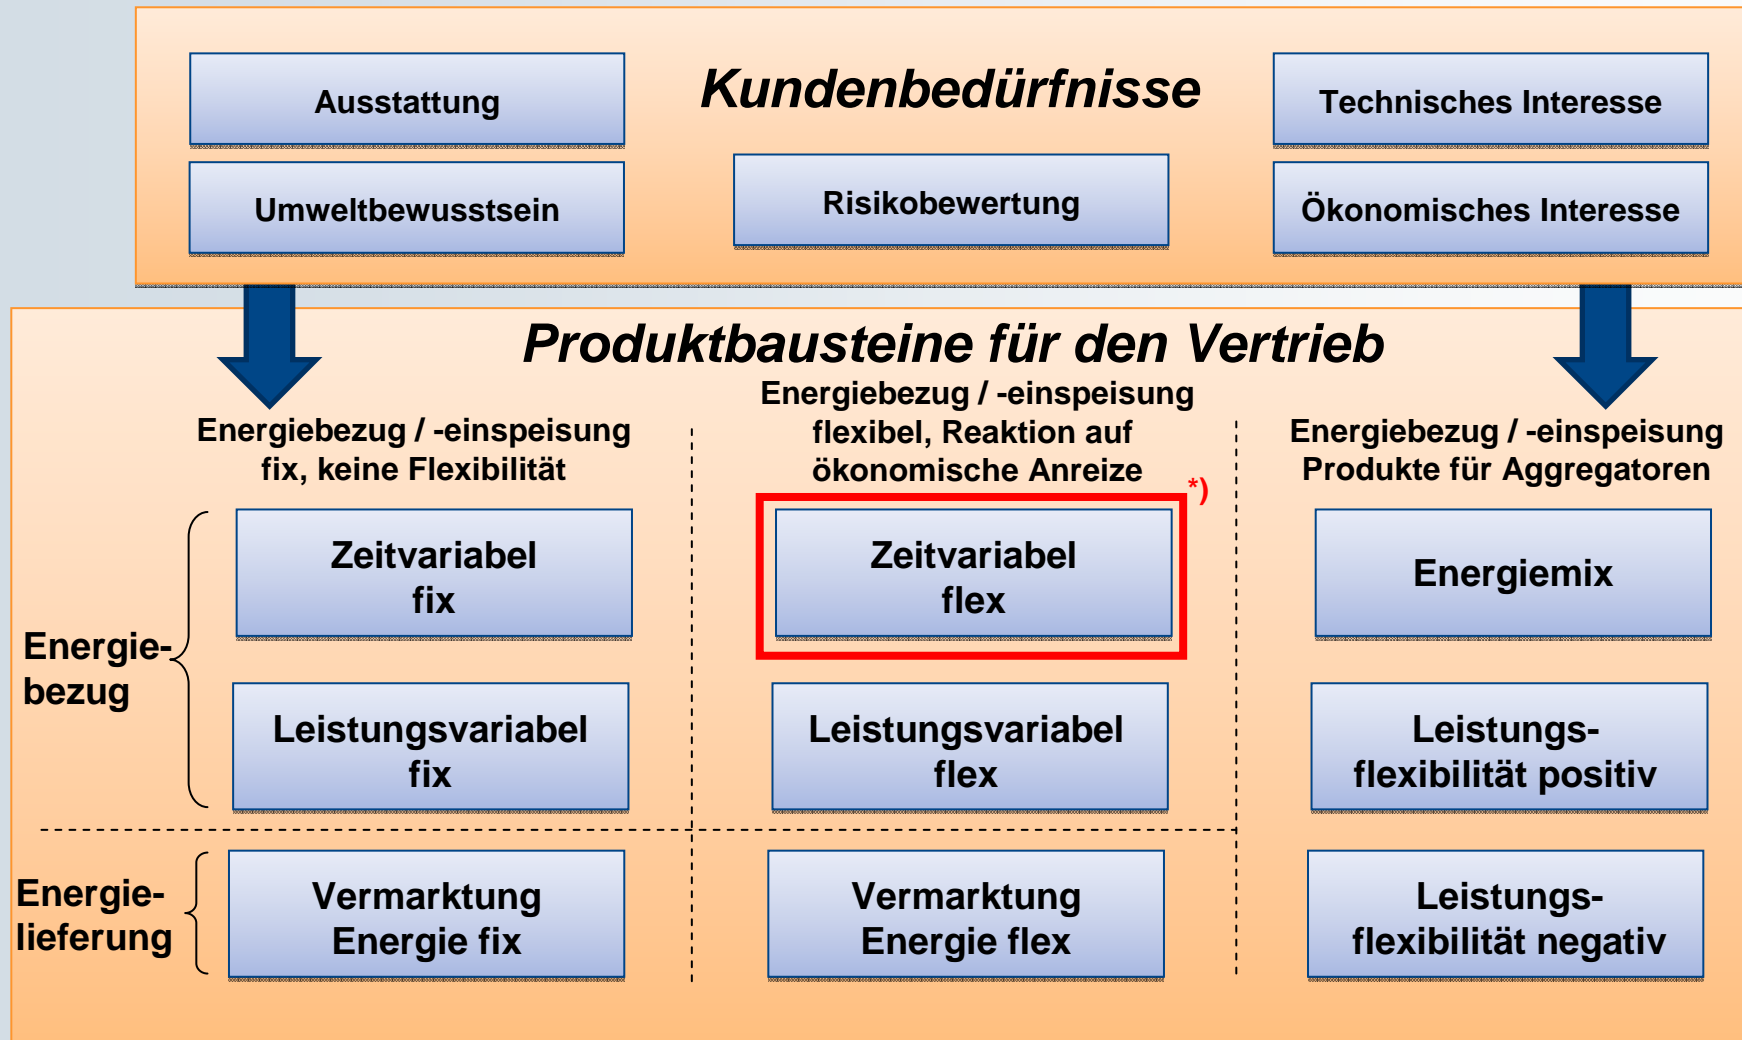 Kundenbedürfnisse
Ausstattung
Umweltbewusstsein
Risikobewertung
Technisches Interesse
Ökonomisches Interesse
Produktbausteine für den Vertrieb
Energiebezug / -einspeisung
fix, keine Flexibilität
Energiebezug / -einspeisung
flexibel, Reaktion auf
ökonomische Anreize
Energiebezug / -einspeisung
Produkte für Aggregatoren
*)
Energie-
bezug
Zeitvariabel
fix
Zeitvariabel
flex
Energiemix
Leistungsvariabel
fix
Leistungsvariabel
flex
Leistungs-
flexibilität positiv
Energie-
lieferung
Vermarktung
Energie fix
Vermarktung
Energie flex
Leistungs-
flexibilität negativ